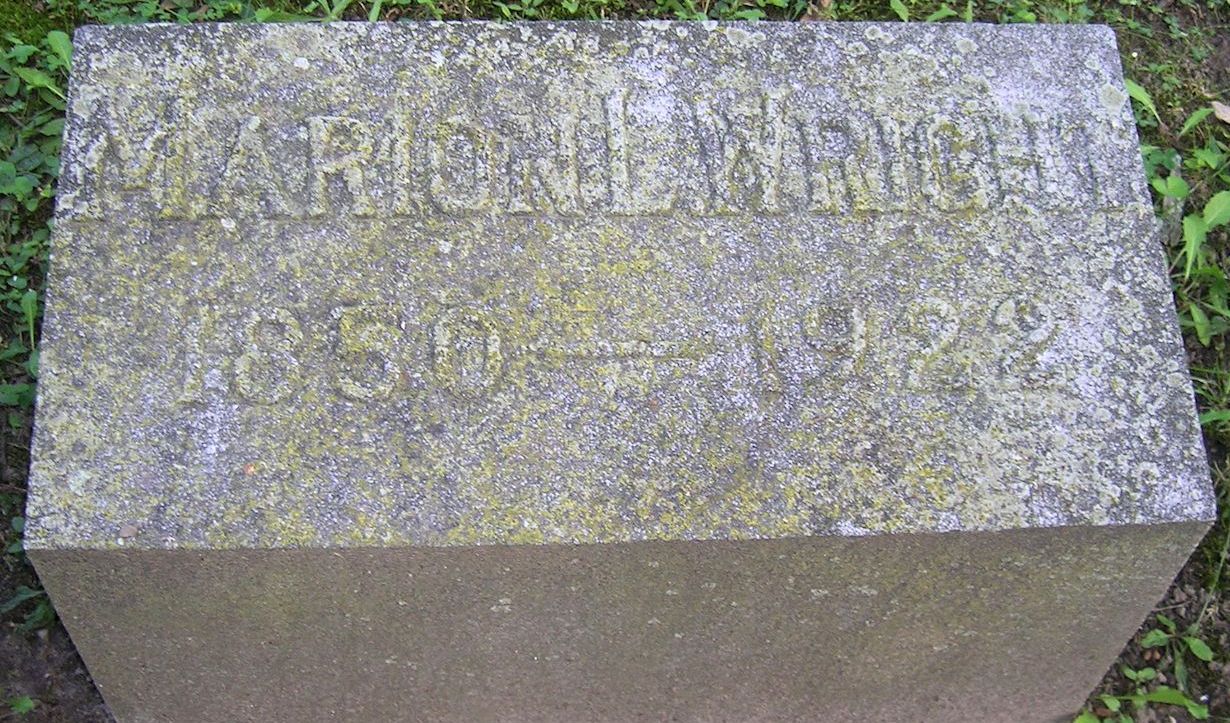 MARION L WRIGHT
1850 — 1922